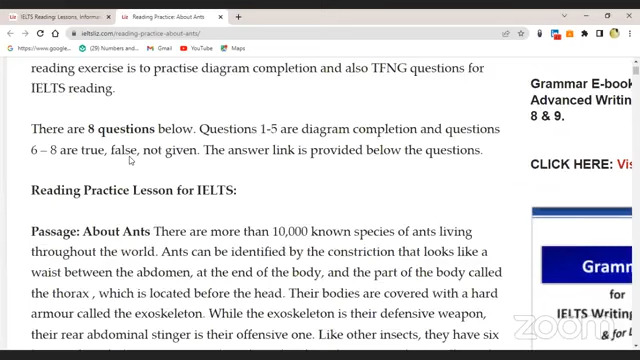 Liz IELTS Reading: Lessons, Informat
Liz Reading Practice: About Ants
ieltsliz.com/reading-practice-about-ants/
https://www.google... (29) Numbers and... Gmail YouTube Maps
reading exercise is to practise diagram completion and also TFNG questions for
IELTS reading.
There are 8 questions below. Questions 1-5 are diagram completion and questions
6 – 8 are true, false, not given. The answer link is provided below the questions.
Reading Practice Lesson for IELTS:
Passage: About Ants There are more than 10,000 known species of ants living
throughout the world. Ants can be identified by the constriction that looks like a
waist between the abdomen, at the end of the body, and the part of the body called
the thorax , which is located before the head. Their bodies are covered with a hard
armour called the exoskeleton. While the exoskeleton is their defensive weapon,
their rear abdominal stinger is their offensive one. Like other insects, they have six
Grammar E-book
Advanced Writing
8 & 9.
CLICK HERE: Vis
Gramm
for
IELTS Writing
& for
zoom